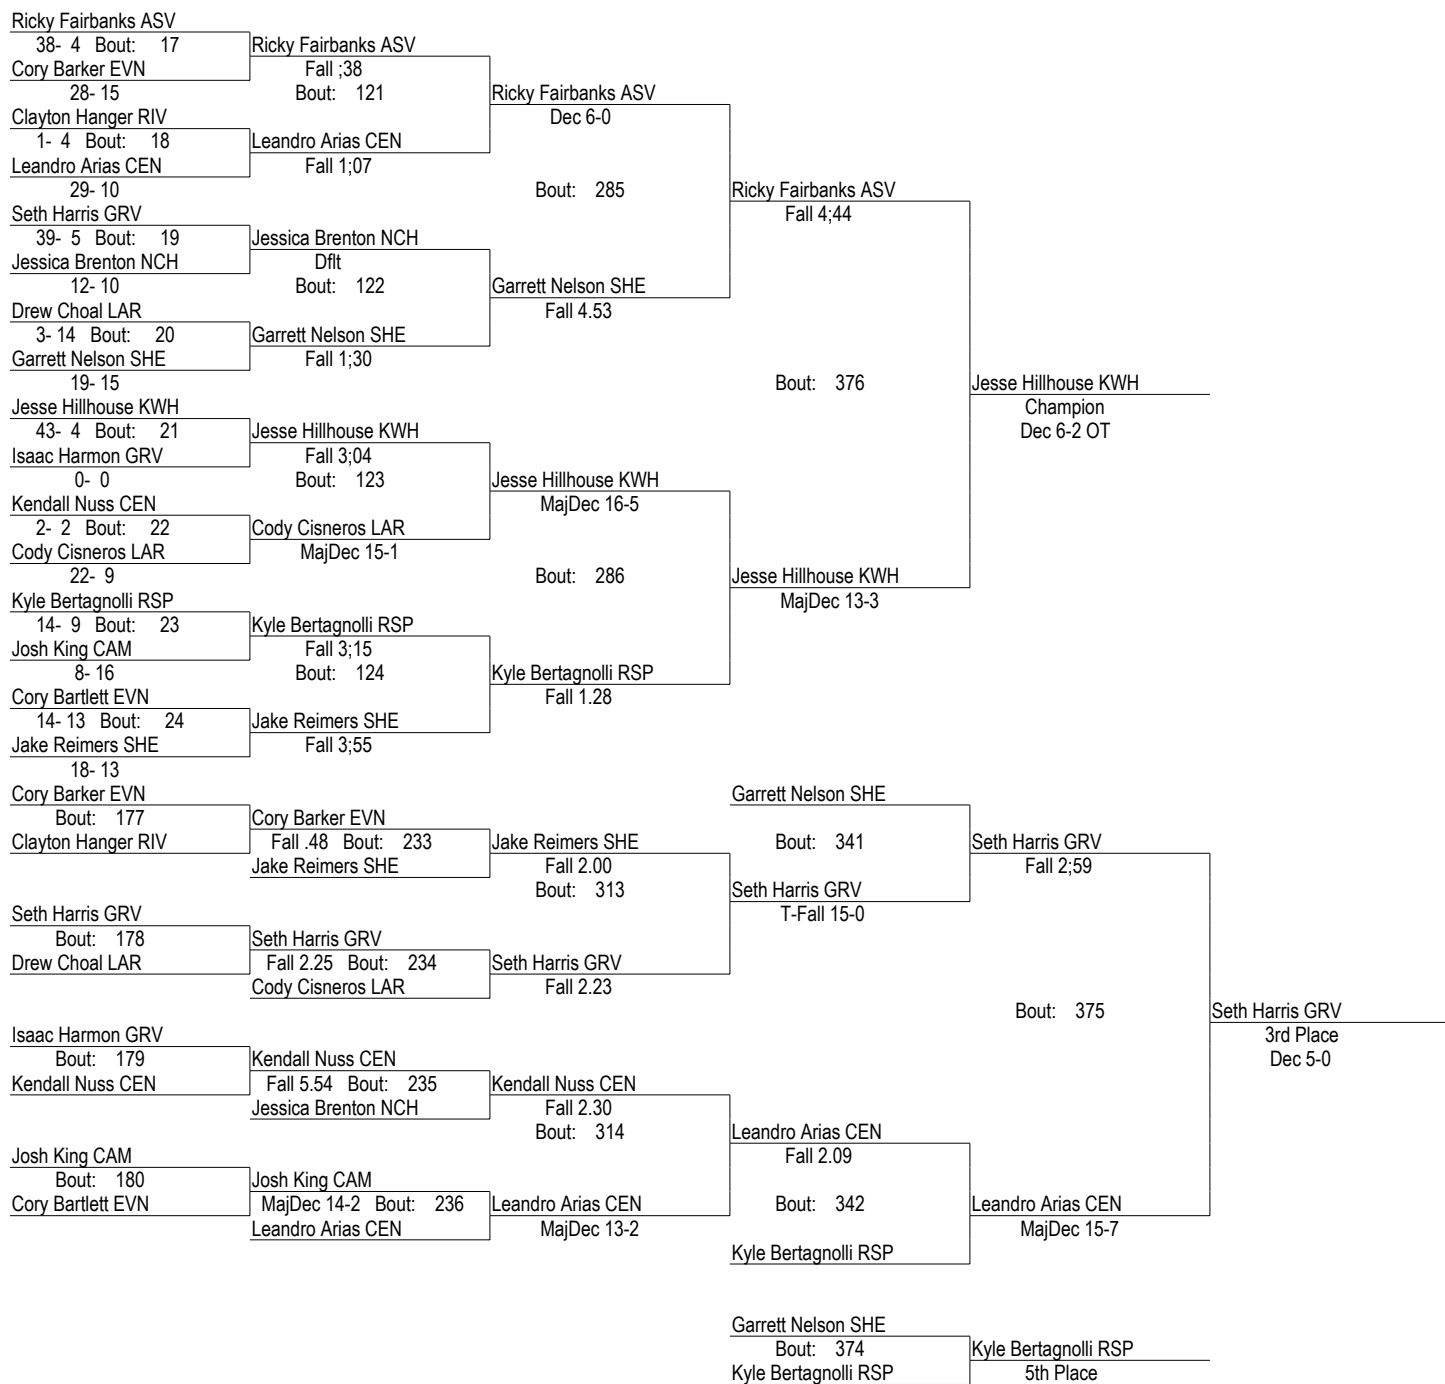 Ricky Fairbanks ASV
38- 4 Bout: 17
Ricky Fairbanks ASV
Cory Barker EVN
Fall ;38
28- 15
Bout: 121
Ricky Fairbanks ASV
Clayton Hanger RIV
Dec 6-0
1- 4 Bout: 18
Leandro Arias CEN
Leandro Arias CEN
Fall 1;07
29- 10
Bout: 285
Ricky Fairbanks ASV
Seth Harris GRV
Fall 4;44
39- 5 Bout: 19
Jessica Brenton NCH
Jessica Brenton NCH
Dflt
12- 10
Bout: 122
Garrett Nelson SHE
Drew Choal LAR
Fall 4.53
3- 14 Bout: 20
Garrett Nelson SHE
Garrett Nelson SHE
Fall 1;30
19- 15
Bout: 376
Jesse Hillhouse KWH
Jesse Hillhouse KWH
Champion
43- 4 Bout: 21
Jesse Hillhouse KWH
Dec 6-2 OT
Isaac Harmon GRV
Fall 3;04
0- 0
Bout: 123
Jesse Hillhouse KWH
Kendall Nuss CEN
MajDec 16-5
2- 2 Bout: 22
Cody Cisneros LAR
Cody Cisneros LAR
MajDec 15-1
22- 9
Bout: 286
Jesse Hillhouse KWH
Kyle Bertagnolli RSP
MajDec 13-3
14- 9 Bout: 23
Kyle Bertagnolli RSP
Josh King CAM
Fall 3;15
8- 16
Bout: 124
Kyle Bertagnolli RSP
Cory Bartlett EVN
Fall 1.28
14- 13 Bout: 24
Jake Reimers SHE
Jake Reimers SHE
Fall 3;55
18- 13
Cory Barker EVN
Garrett Nelson SHE
Bout: 177
Cory Barker EVN
Clayton Hanger RIV
Fall .48 Bout: 233
Jake Reimers SHE
Bout: 341
Seth Harris GRV
Jake Reimers SHE
Fall 2.00
Fall 2;59
Bout: 313
Seth Harris GRV
Seth Harris GRV
T-Fall 15-0
Bout: 178
Seth Harris GRV
Drew Choal LAR
Fall 2.25 Bout: 234
Seth Harris GRV
Cody Cisneros LAR
Fall 2.23
Bout: 375
Seth Harris GRV
Isaac Harmon GRV
3rd Place
Bout: 179
Kendall Nuss CEN
Dec 5-0
Kendall Nuss CEN
Fall 5.54 Bout: 235
Kendall Nuss CEN
Jessica Brenton NCH
Fall 2.30
Bout: 314
Leandro Arias CEN
Josh King CAM
Fall 2.09
Bout: 180
Josh King CAM
Cory Bartlett EVN
MajDec 14-2 Bout: 236
Leandro Arias CEN
Bout: 342
Leandro Arias CEN
Leandro Arias CEN
MajDec 13-2
MajDec 15-7
Kyle Bertagnolli RSP
Garrett Nelson SHE
Bout: 374
Kyle Bertagnolli RSP
Kyle Bertagnolli RSP
5th Place